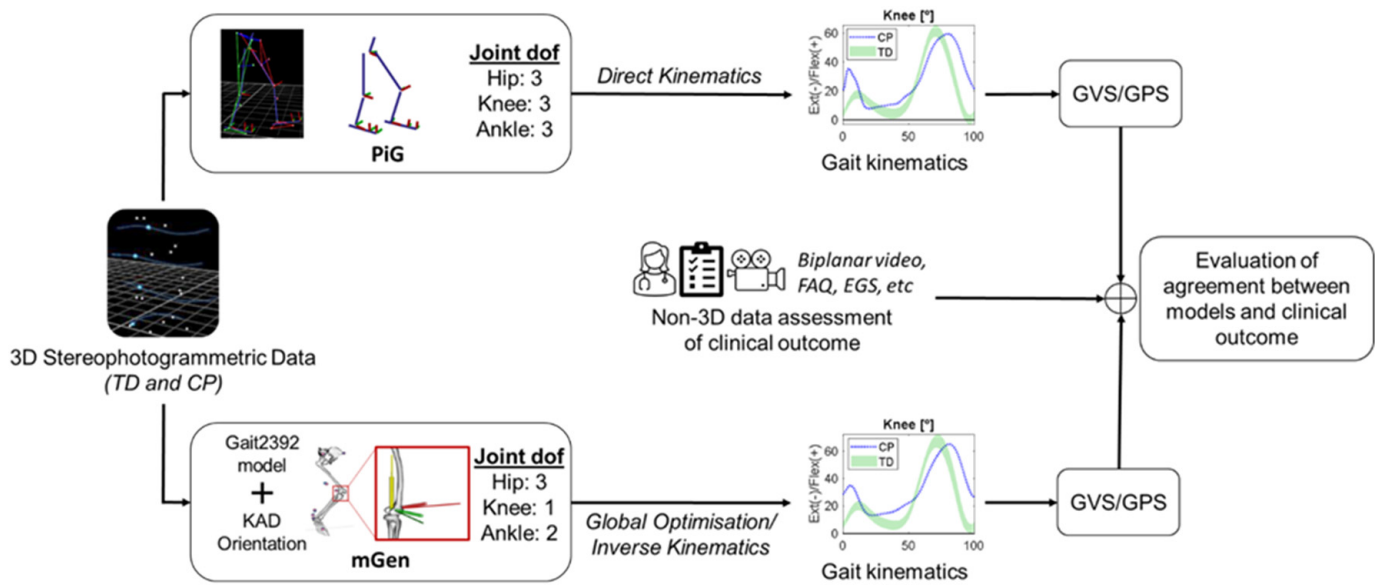 Joint dof
Hip: 3
Knee: 3
Ankle: 3
PiG
Direct Kinematics
Knee [º]
CP
TD
Ext(-)/Flex(+)
60
40
20
0
0
50
100
Gait kinematics
GVS/GPS
3D Stereophotogrammetric Data
(TD and CP)
Biplanar video,
FAQ, EGS, etc
Non-3D data assessment
of clinical outcome
Evaluation of
agreement between
models and clinical
outcome
Gait2392
model
+
KAD
Orientation
mGen
Joint dof
Hip: 3
Knee: 1
Ankle: 2
Global Optimisation/
Inverse Kinematics
Knee [º]
CP
TD
Ext(-)/Flex(+)
60
40
20
0
0
50
100
Gait kinematics
GVS/GPS